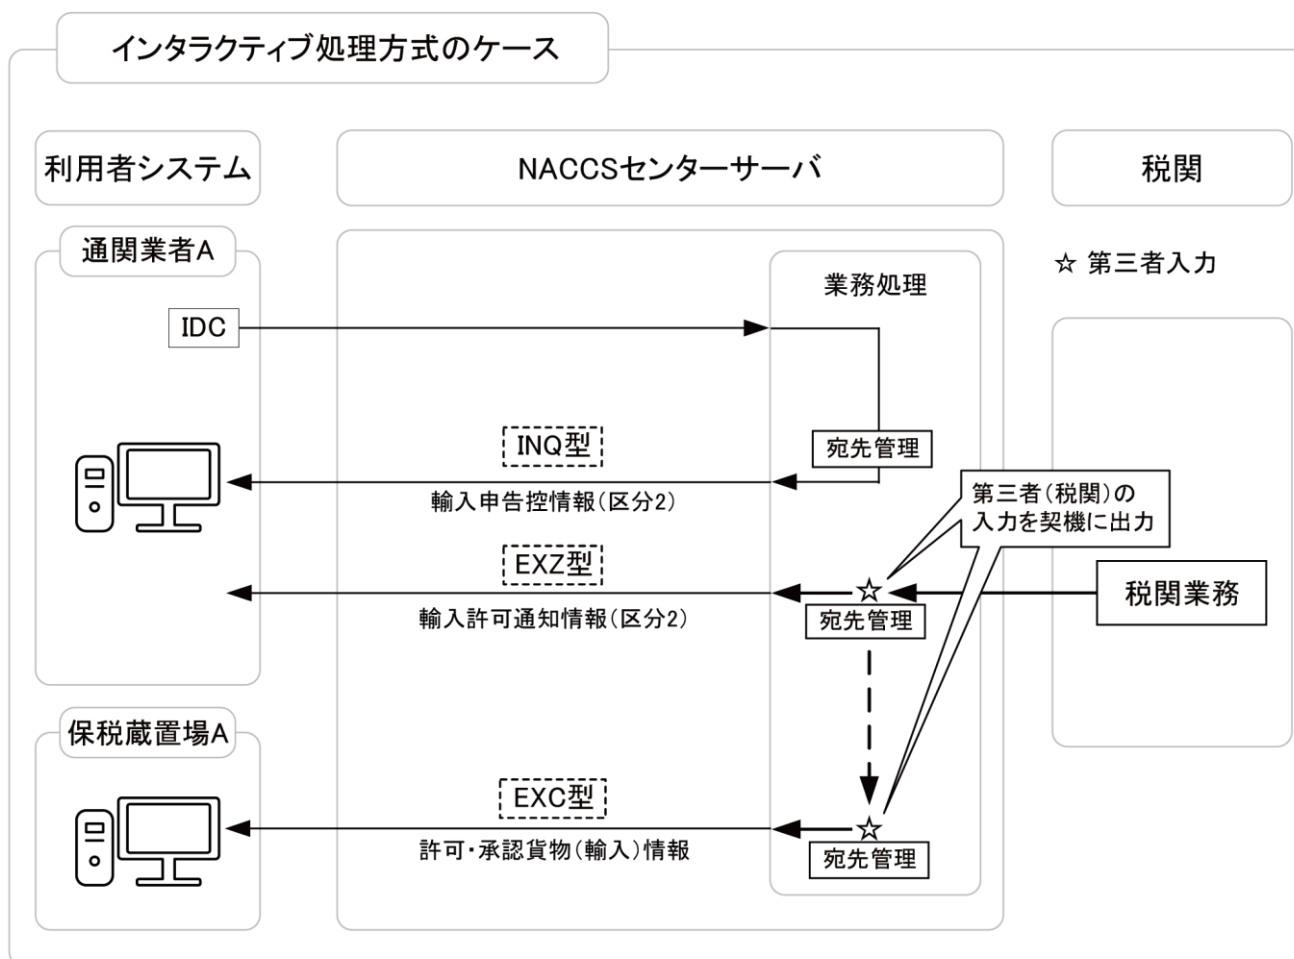 インタラクティブ処理方式のケース
利用者システム
NACCSセンターサーバ
税関
通関業者A
☆ 第三者入力
業務処理
IDC
INQ型
宛先管理
輸入申告控情報(区分2)
第三者(税関)の
入力を契機に出力
EXZ型
☆
税関業務
輸入許可通知情報(区分2)
宛先管理
保税蔵置場A
EXC型
☆
許可・承認貨物(輸入)情報
宛先管理